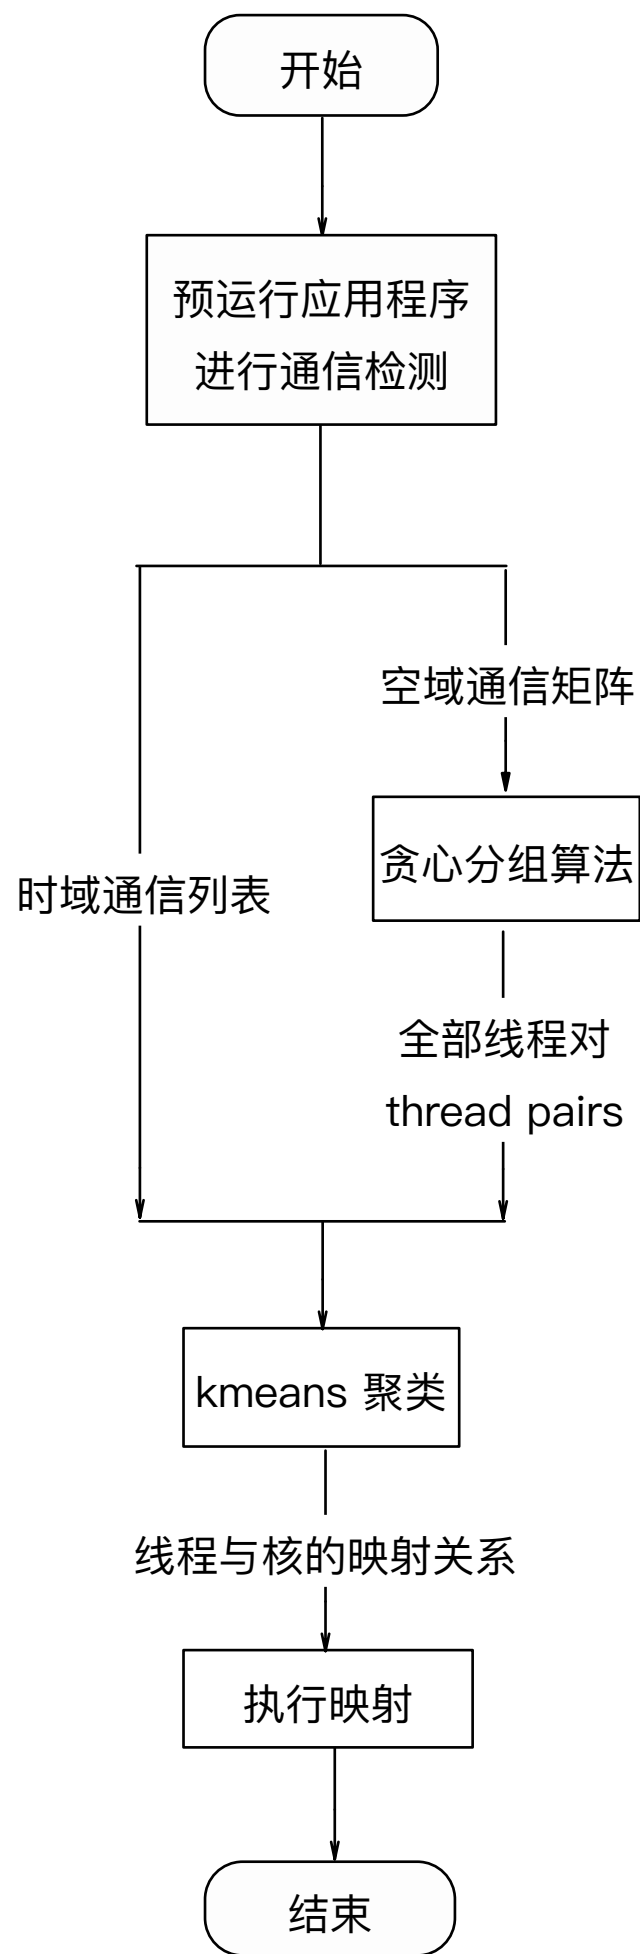 开始
预运行应用程序
进行通信检测
空域通信矩阵
贪心分组算法
时域通信列表
全部线程对
thread pairs
kmeans 聚类
线程与核的映射关系
执行映射
结束